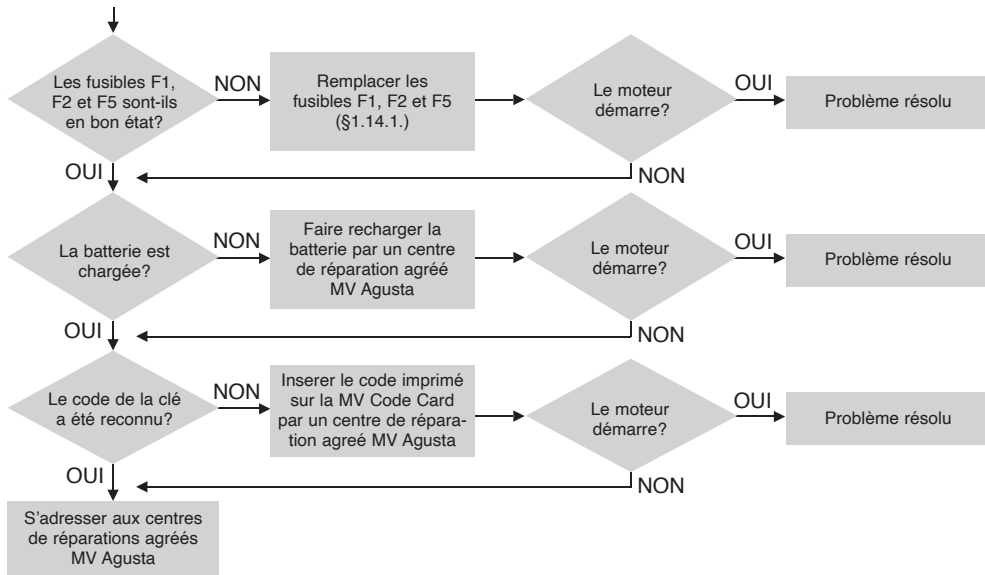 Les fusibles F1,
F2 et F5 sont-ils
en bon état?
NON
Remplacer les
fusibles F1, F2 et F5
(§1.14.1.)
Le moteur
démarre?
OUI
Problème résolu
OUI
NON
La batterie est
chargée?
NON
Faire recharger la
batterie par un centre
de réparation agréé
MV Agusta
Le moteur
démarre?
OUI
Problème résolu
OUI
NON
Le code de la clé
a été reconnu?
NON
Inserer le code imprimé
sur la MV Code Card
par un centre de répara-
tion agreé MV Agusta
Le moteur
démarre?
OUI
Problème résolu
OUI
NON
S'adresser aux centres
de réparations agréés
MV Agusta